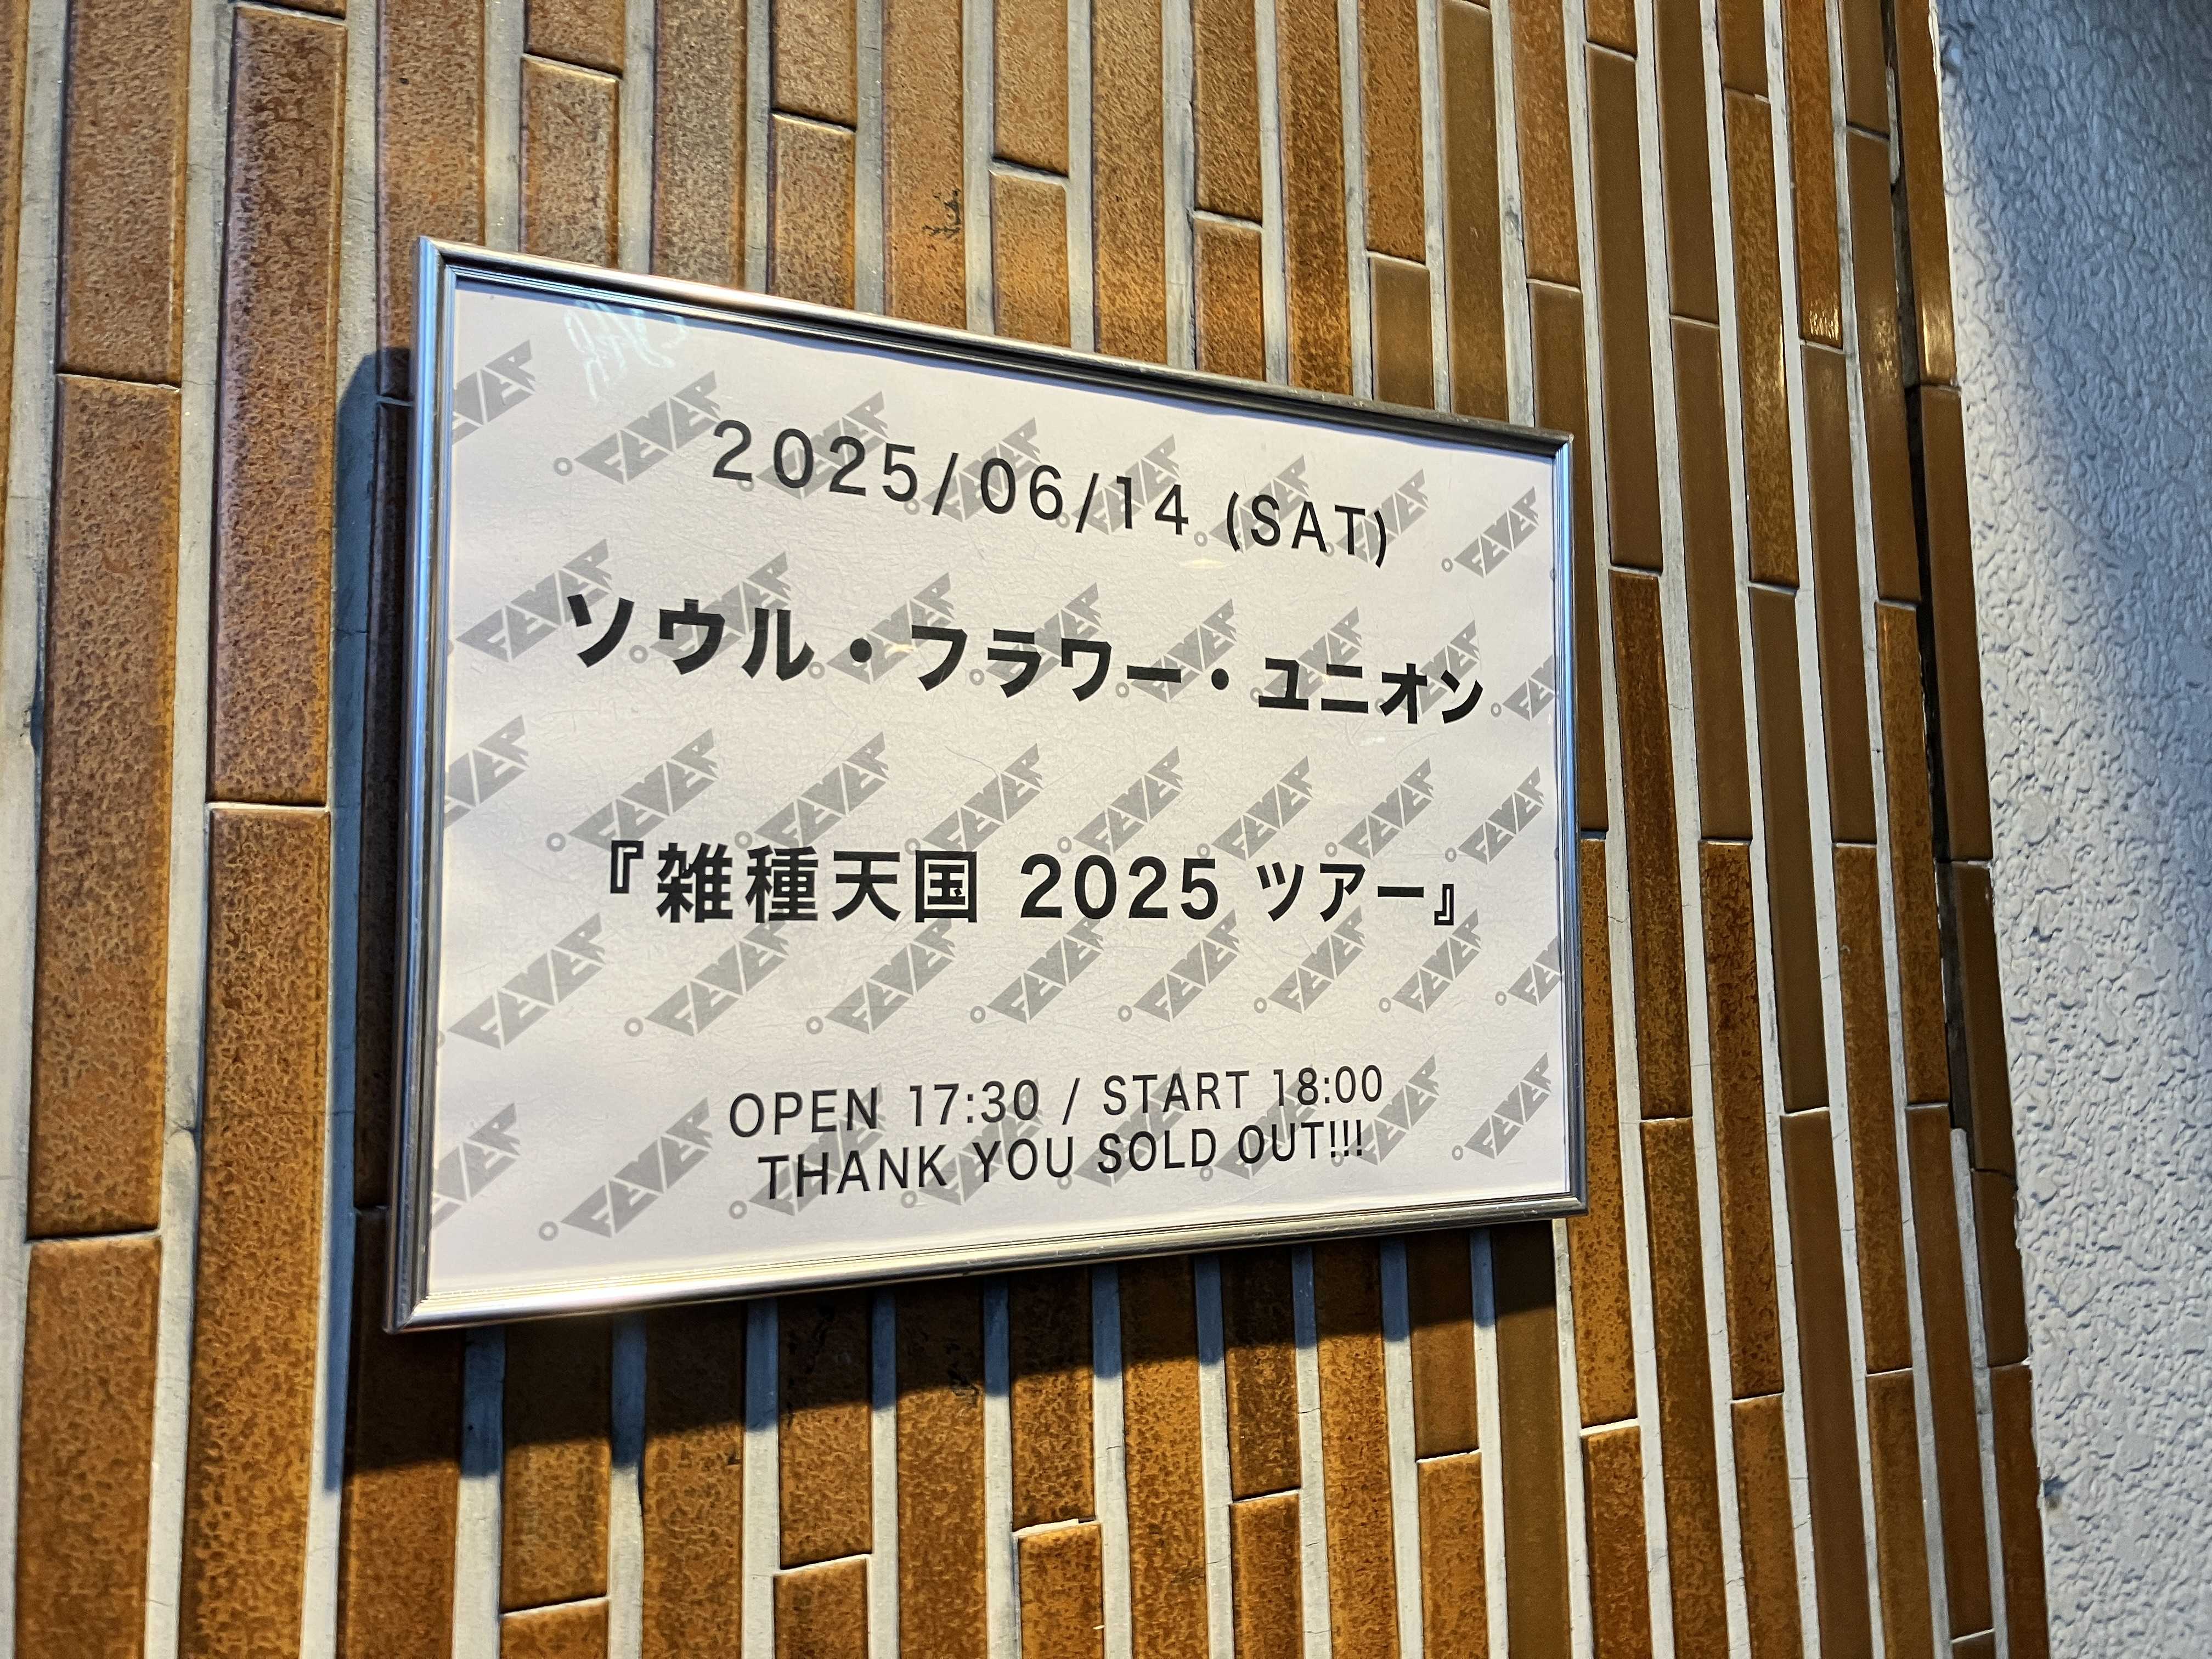 2025/06/14 (SAT)
ソウル・フラワー・ユニオン
『雑種天国 2025 ツアー』
OPEN 17:30 / START 18:00
THANK YOU SOLD OUT!!!
FEVER